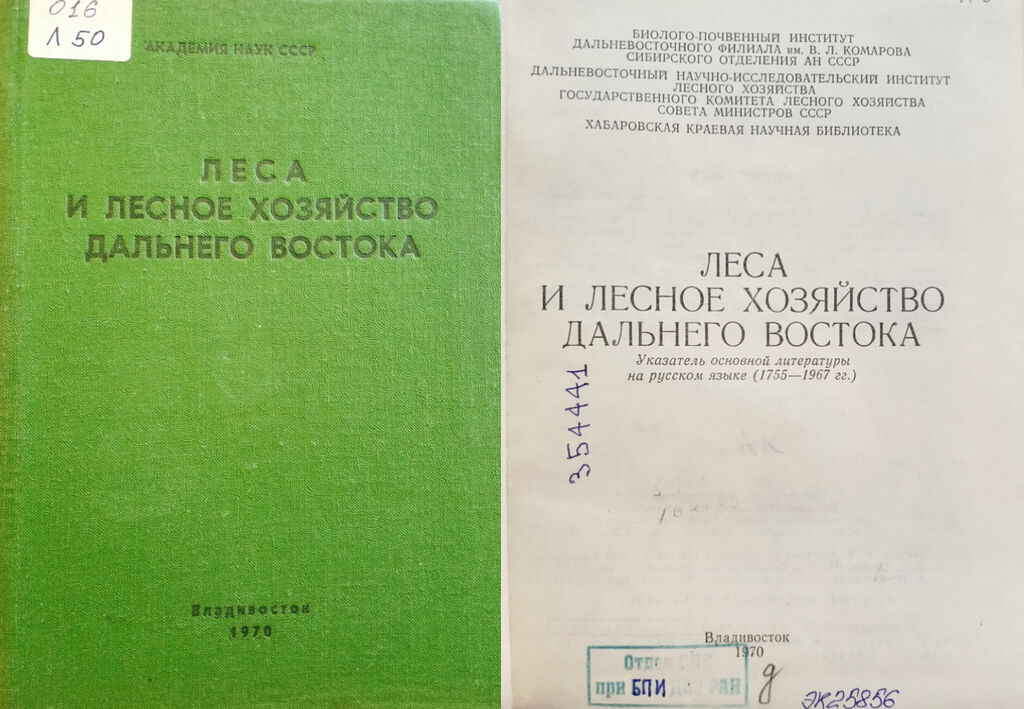 016
Л 50
АКАДЕМИЯ НАУК СССР
ЛЕСА
И ЛЕСНОЕ ХОЗЯЙСТВО
ДАЛЬНЕГО ВОСТОКА
Владивосток
1970
БИОЛОГО-ПОЧВЕННЫЙ ИНСТИТУТ
ДАЛЬНЕВОСТОЧНОГО ФИЛИАЛА им. В. Л. КОМАРОВА
СИБИРСКОГО ОТДЕЛЕНИЯ АН СССР
ДАЛЬНЕВОСТОЧНЫЙ НАУЧНО-ИССЛЕДОВАТЕЛЬСКИЙ ИНСТИТУТ
ЛЕСНОГО ХОЗЯЙСТВА
ГОСУДАРСТВЕННОГО КОМИТЕТА ЛЕСНОГО ХОЗЯЙСТВА
СОВЕТА МИНИСТРОВ СССР
ХАБАРОВСКАЯ КРАЕВАЯ НАУЧНАЯ БИБЛИОТЕКА
ЛЕСА
И ЛЕСНОЕ ХОЗЯЙСТВО
ДАЛЬНЕГО ВОСТОКА
Указатель основной литературы
на русском языке (1755—1967 гг.)
354441
Владивосток
1970
Отдел ЦНБ
при БПИ ДВО РАН
д
ЭК25856